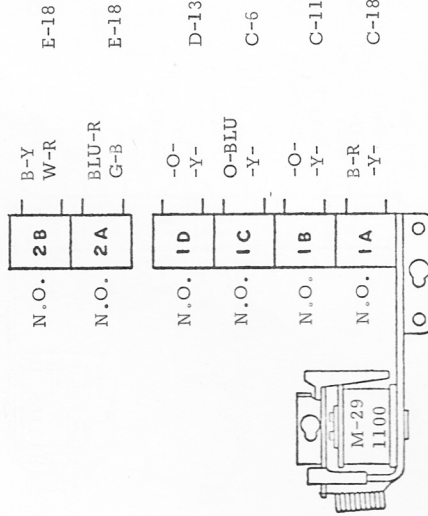 B-Y
W-R
N.O. 2B
E-18
BLU-R
G-B
N.O. 2A
E-18
-O-
-Y-
N.O. 1D
D-13
O-BLU
-Y-
N.O. 1C
C-6
-O-
-Y-
N.O. 1B
C-11
B-R
-Y-
N.O. 1A
C-18
M-29
1100